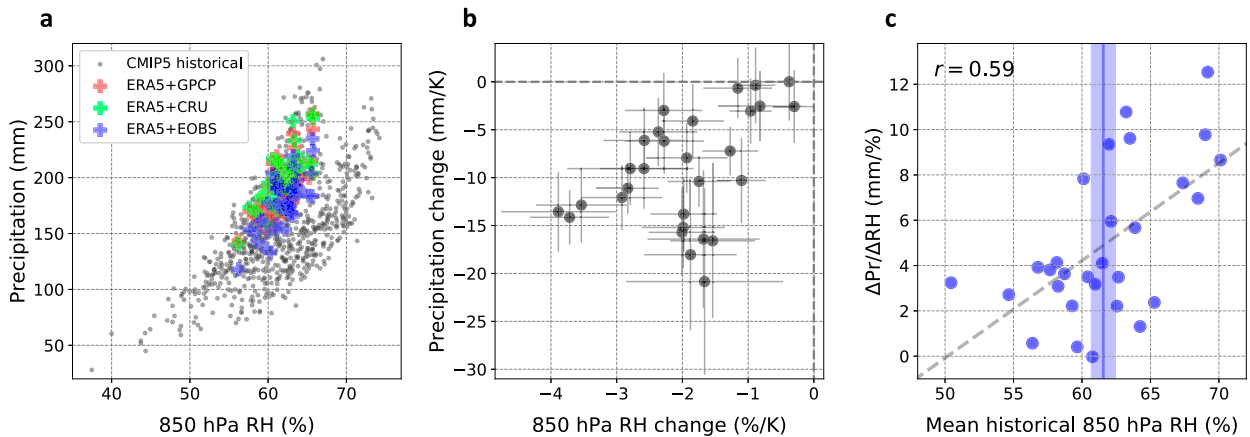 a
Precipitation (mm)
300
250
200
150
100
50
CMIP5 historical
ERA5+GPCP
ERA5+CRU
ERA5+EOBS
40
50
60
70
850 hPa RH (%)
b
Precipitation change (mm/K)
0
−5
−10
−15
−20
−25
−30
−4
−3
−2
−1
0
850 hPa RH change (%/K)
c
ΔPr/ΔRH (mm/%)
12
10
8
6
4
2
0
r = 0.59
50
55
60
65
70
Mean historical 850 hPa RH (%)